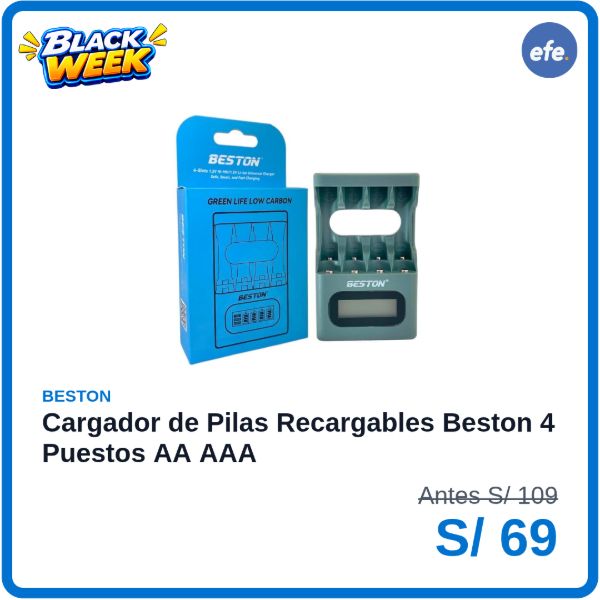 BLACK
WEEK
efe.
BESTON
GREEN LIFE LOW CARBON
BESTON
BESTON
BESTON
Cargador de Pilas Recargables Beston 4
Puestos AA AAA
Antes S/ 109
S/ 69